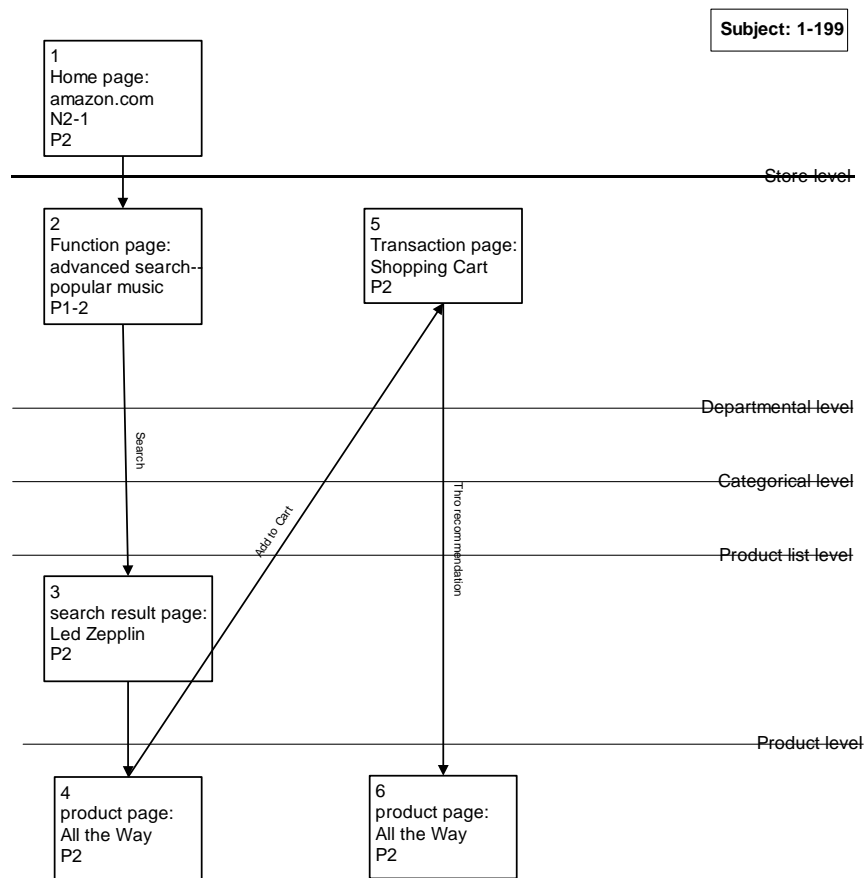 Subject: 1-199
1
Home page:
amazon.com
N2-1
P2
Store level
2
Function page:
advanced search--
popular music
P1-2
5
Transaction page:
Shopping Cart
P2
Departmental level
Search
Categorical level
Thro recommendation
Add to Cart
Product list level
3
search result page:
Led Zepplin
P2
Product level
4
product page:
All the Way
P2
6
product page:
All the Way
P2